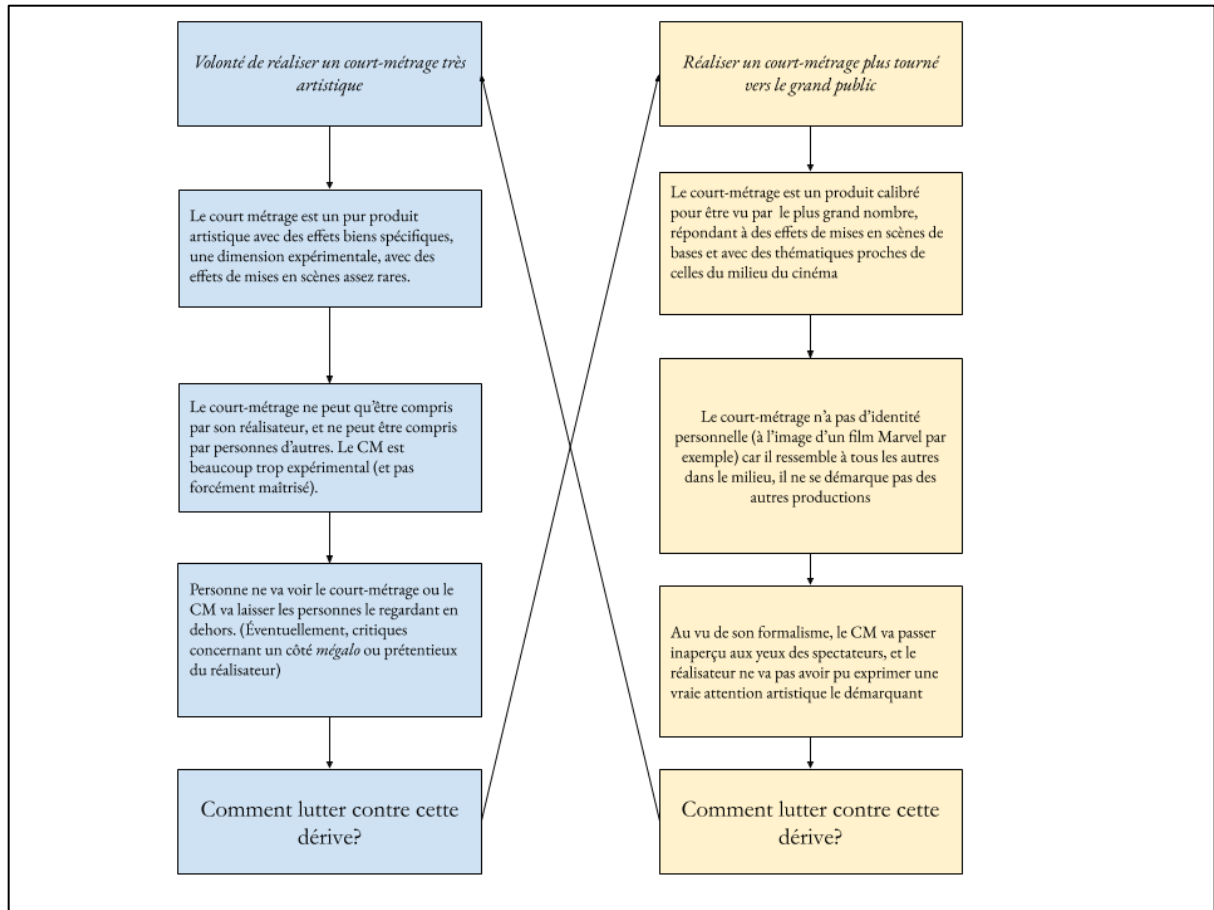 Volonté de réaliser un court-métrage très
artistique
Le court métrage est un pur produit
artistique avec des effets biens spécifiques,
une dimension expérimentale, avec des
effets de mises en scènes assez rares.
Le court-métrage ne peut qu'être compris
par son réalisateur, et ne peut être compris
par personnes d'autres. Le CM est
beaucoup trop expérimental (et pas
forcément maîtrisé).
Personne ne va voir le court-métrage ou le
CM va laisser les personnes le regardant en
dehors. (Éventuellement, critiques
concernant un côté mégalo ou prétentieux
du réalisateur)
Comment lutter contre cette
dérive?
Réaliser un court-métrage plus tourné
vers le grand public
Le court-métrage est un produit calibré
pour être vu par le plus grand nombre,
répondant à des effets de mises en scènes de
bases et avec des thématiques proches de
celles du milieu du cinéma
Le court-métrage n'a pas d'identité
personnelle (à l'image d'un film Marvel par
exemple) car il ressemble à tous les autres
dans le milieu, il ne se démarque pas des
autres productions
Au vu de son formalisme, le CM va passer
inaperçu aux yeux des spectateurs, et le
réalisateur ne va pas avoir pu exprimer une
vraie attention artistique le démarquant
Comment lutter contre cette
dérive?